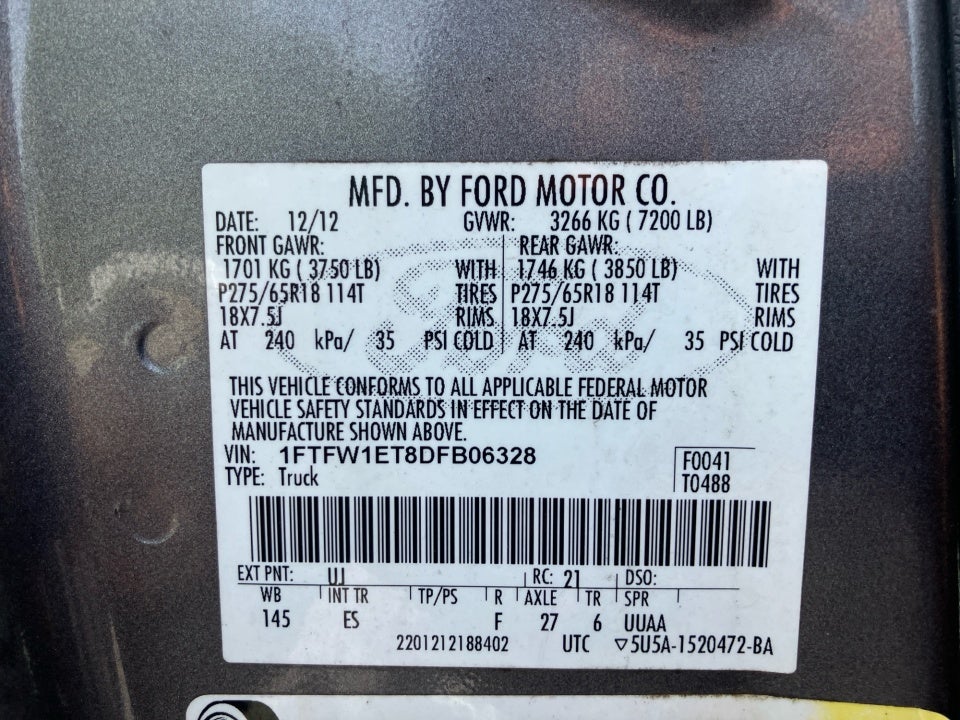 MFD. BY FORD MOTOR CO.
DATE: 12/12 GVWR: 3266 KG ( 7200 LB)
FRONT GAWR: REAR GAWR:
1701 KG ( 3750 LB) WITH 1746 KG ( 3850 LB) WITH
P275/65R18 114T TIRES P275/65R18 114T TIRES
18X7.5J RIMS 18X7.5J RIMS
AT 240 kPa/ 35 PSI COLD AT 240 kPa/ 35 PSI COLD
THIS VEHICLE CONFORMS TO ALL APPLICABLE FEDERAL MOTOR
VEHICLE SAFETY STANDARDS IN EFFECT ON THE DATE OF
MANUFACTURE SHOWN ABOVE.
VIN: 1FTFW1ET8DFB06328 F0041
TYPE: Truck T0488
EXT PNT: UJ RC: 21 DSO:
WB INT TR TP/PS R AXLE TR SPR
145 ES F 27 6 UUAA
2201212188402 UTC ▽5U5A-1520472-BA